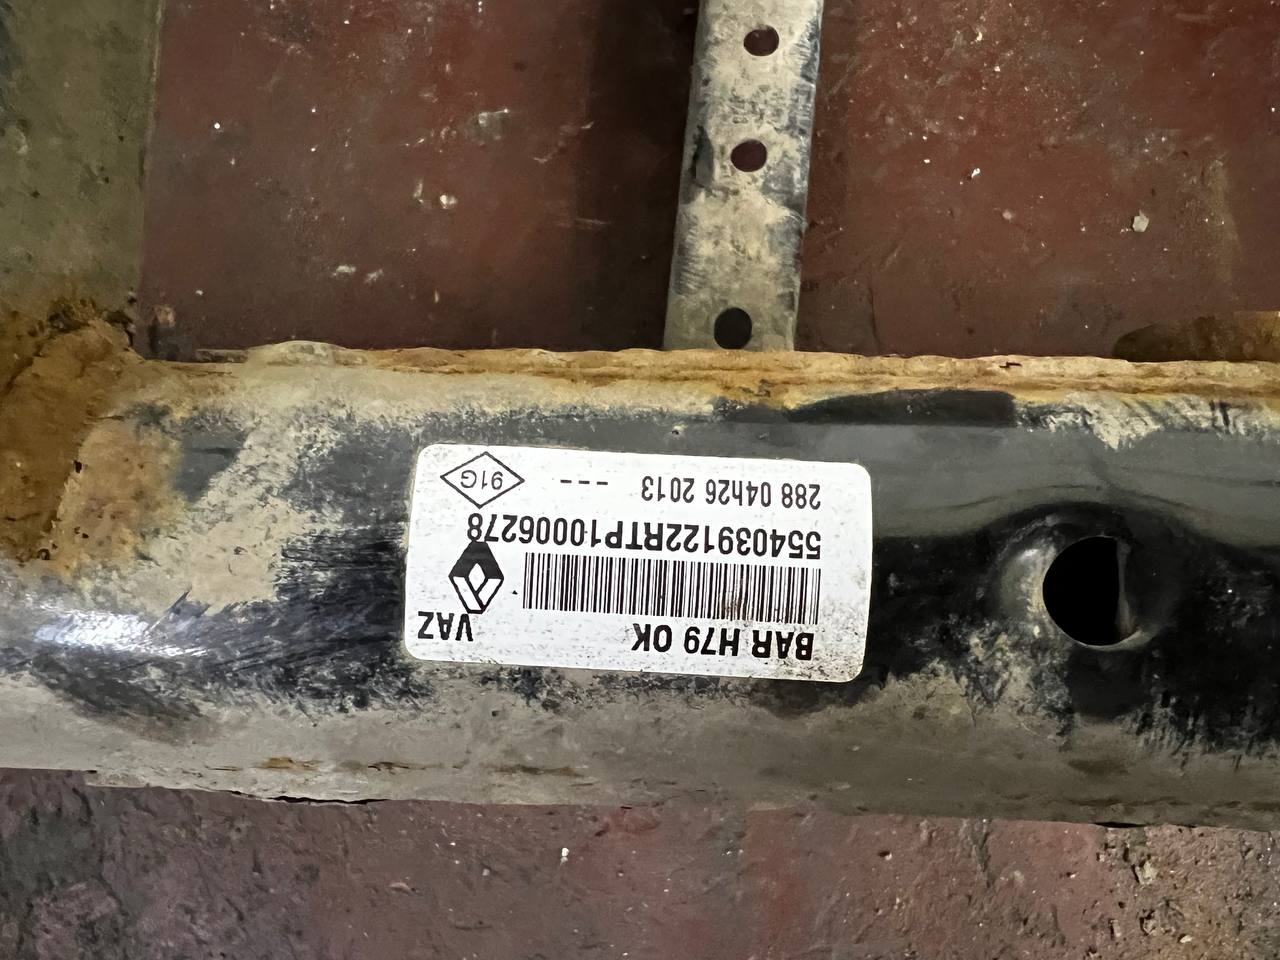 BAR H79 OK VAZ
554039122RTP10006278
288 04h26 2013 --- 91G